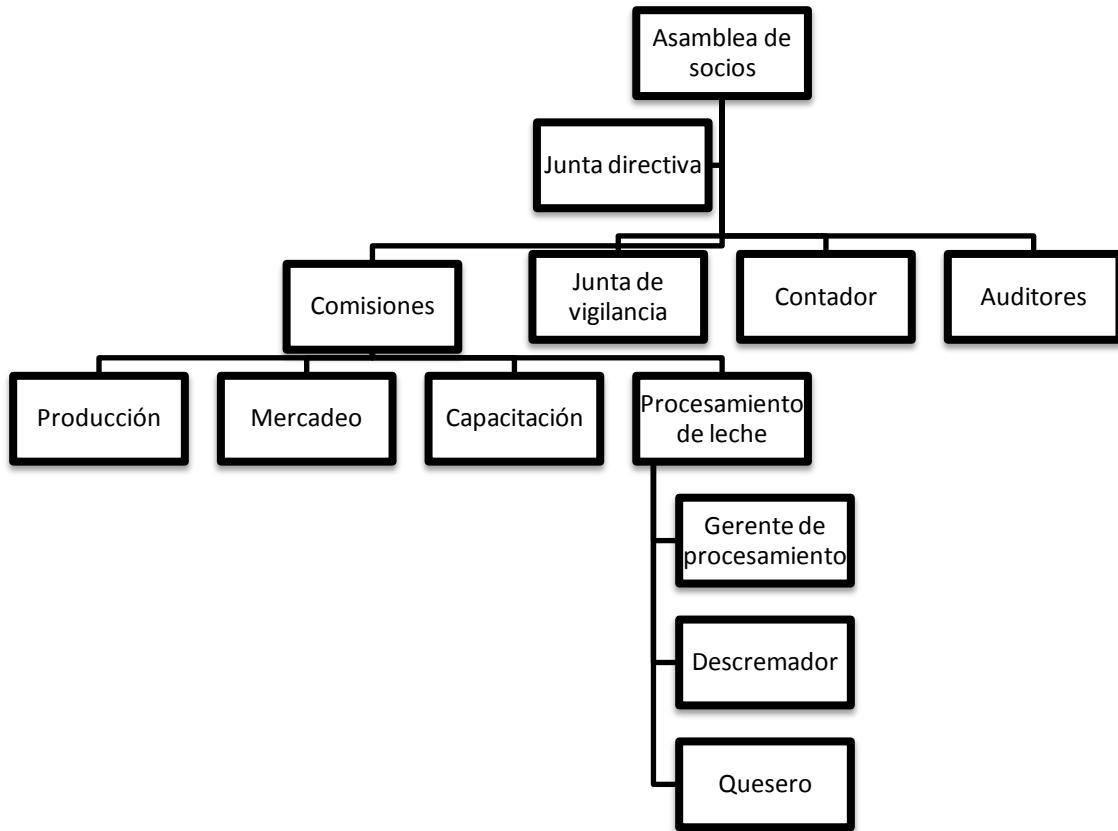 Asamblea de
socios
Junta directiva
Comisiones
Junta de
vigilancia
Contador
Auditores
Producción
Mercadeo
Capacitación
Procesamiento
de leche
Gerente de
procesamiento
Descremador
Quesero